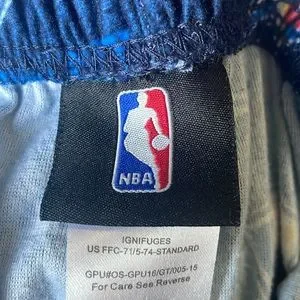 NBA
IGNIFUGES
US FFC-71/5-74-STANDARD
GPU#OS-GPU16/GT/005-15
For Care See Reverse